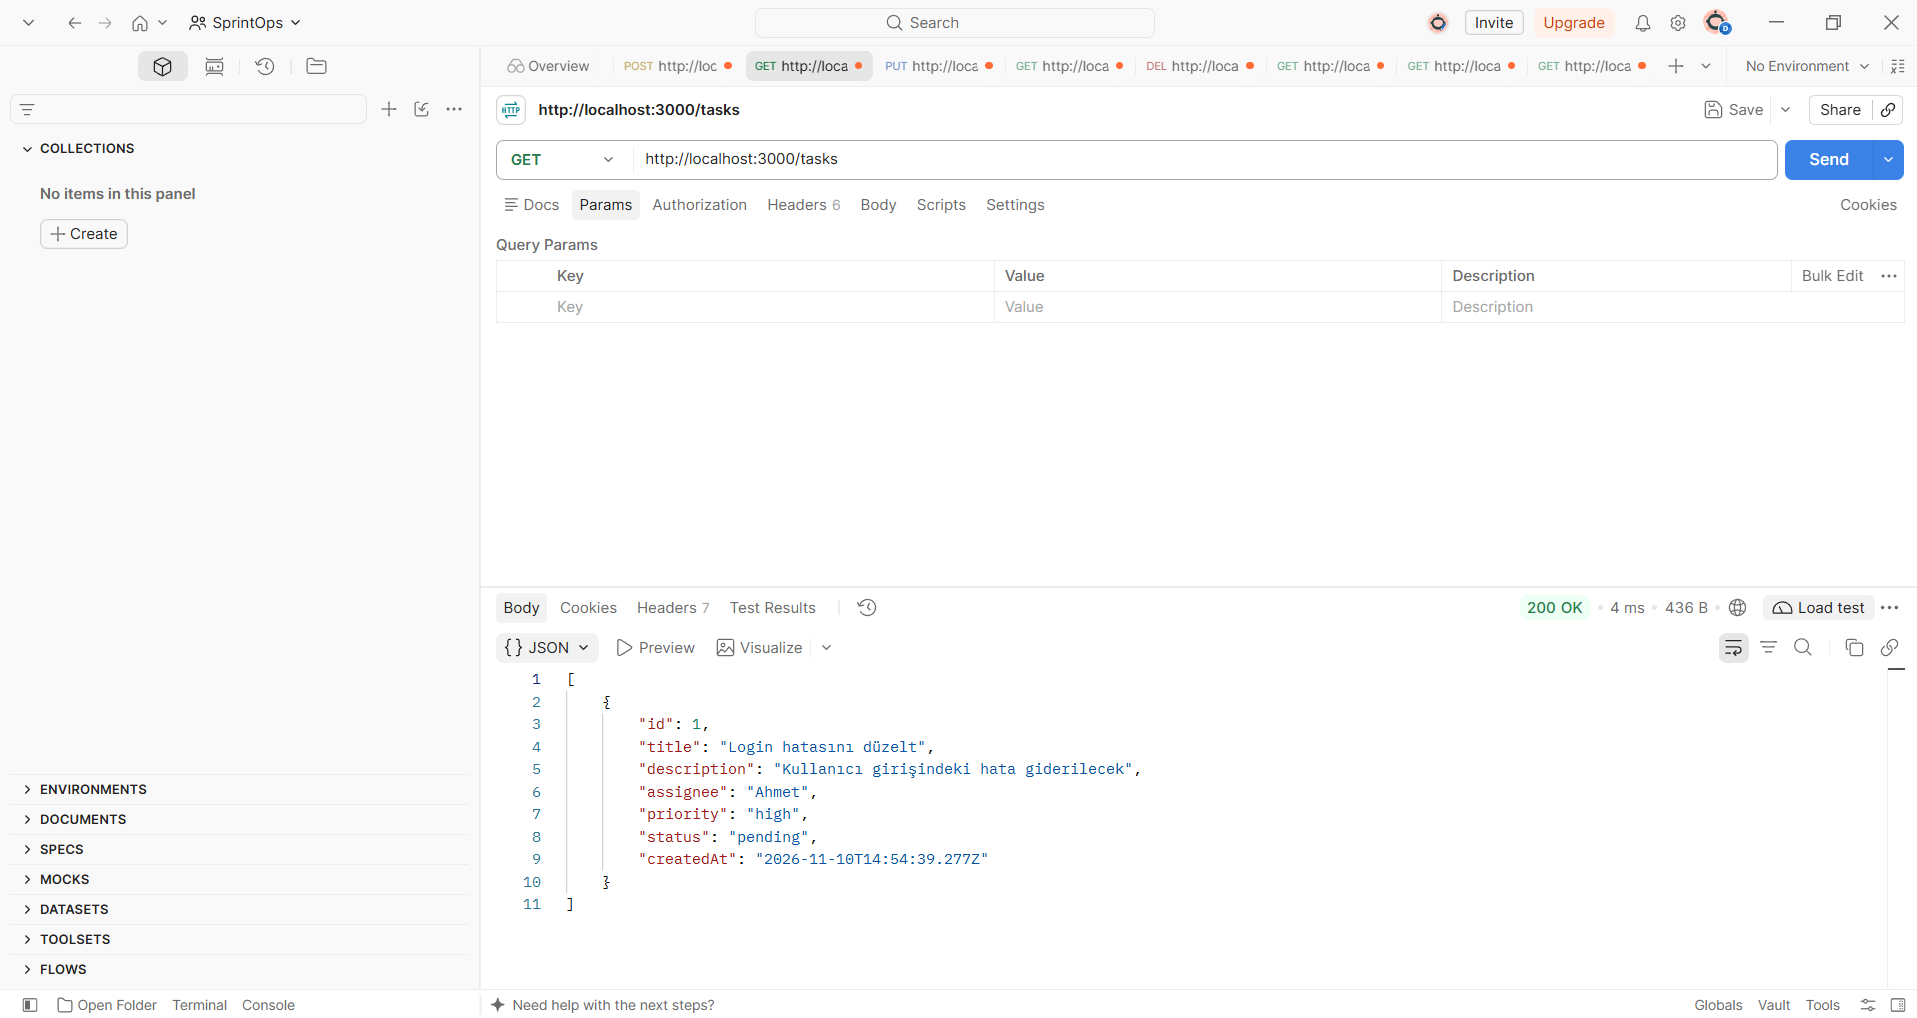 SprintOps
Search
Invite
Upgrade
Overview
POST http://loc
GET http://loca
PUT http://loca
GET http://loca
DEL http://loca
GET http://loca
GET http://loca
GET http://loca
No Environment
HTTP
http://localhost:3000/tasks
Save
Share
COLLECTIONS
No items in this panel
Create
GET
http://localhost:3000/tasks
Send
Docs
Params
Authorization
Headers 6
Body
Scripts
Settings
Cookies
Query Params
Key
Value
Description
Bulk Edit
Key
Value
Description
Body
Cookies
Headers 7
Test Results
200 OK
4 ms
436 B
Load test
{} JSON
Preview
Visualize
1 [
2 {
3 "id": 1,
4 "title": "Login hatasını düzelt",
5 "description": "Kullanıcı girişindeki hata giderilecek",
6 "assignee": "Ahmet",
7 "priority": "high",
8 "status": "pending",
9 "createdAt": "2026-11-10T14:54:39.277Z"
10 }
11 ]
ENVIRONMENTS
DOCUMENTS
SPECS
MOCKS
DATASETS
TOOLSETS
FLOWS
Open Folder
Terminal
Console
Need help with the next steps?
Globals
Vault
Tools